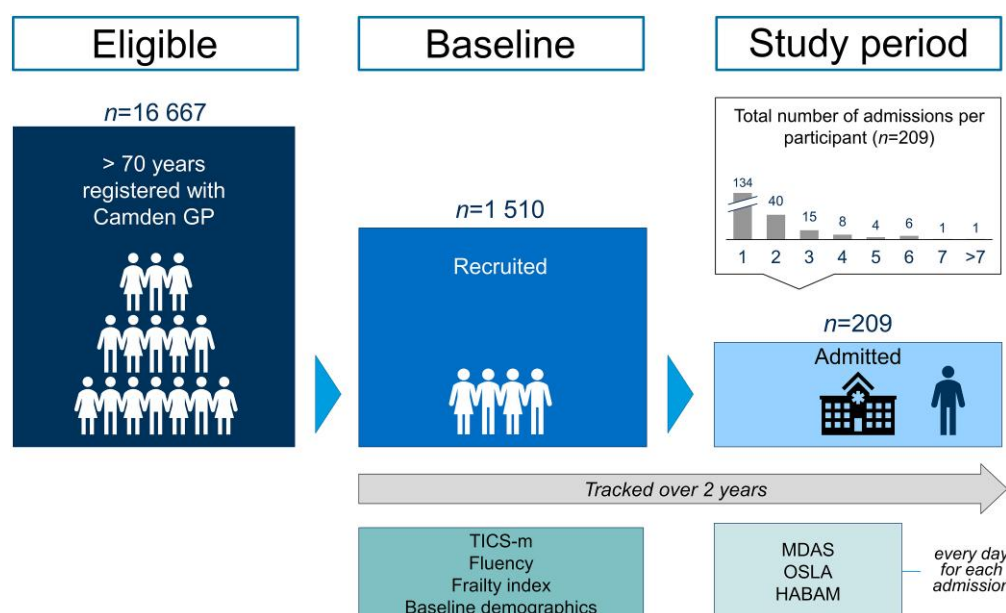 Eligible
Baseline
Study period
n=16 667
> 70 years
registered with
Camden GP
n=1 510
Recruited
Total number of admissions per
participant (n=209)
134
40
15
8
4
6
1
1
1
2
3
4
5
6
7
>7
n=209
Admitted
Tracked over 2 years
TICS-m
Fluency
Frailty index
Baseline demographics
MDAS
OSLA
HABAM
every day
for each
admission